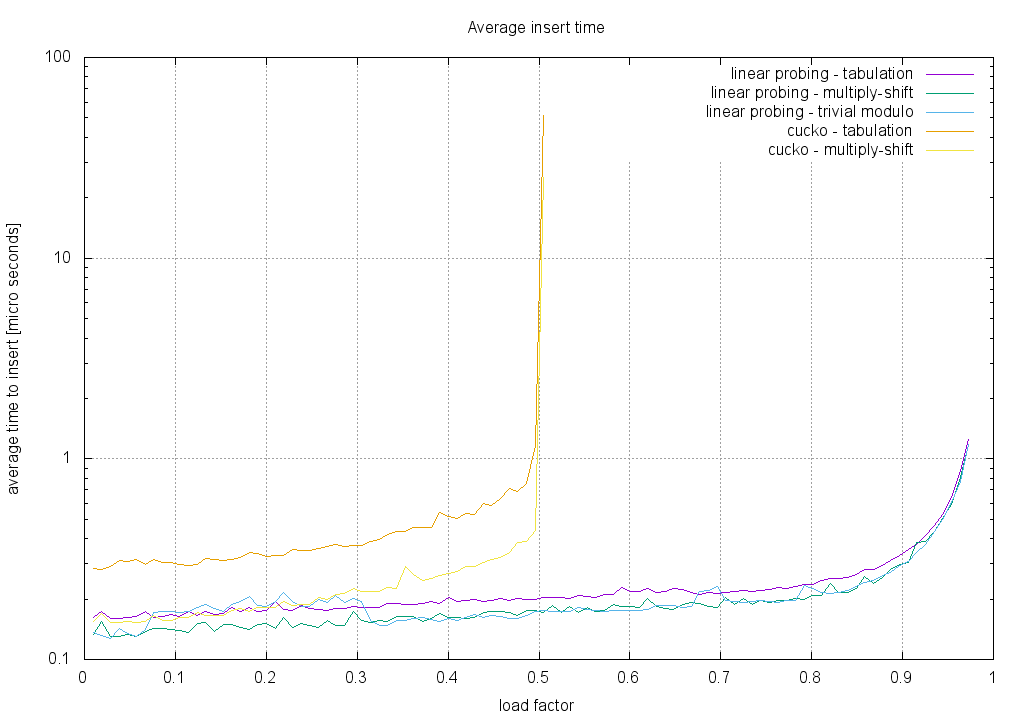 Average insert time
100
10
1
0.1
average time to insert [micro seconds]
linear probing - tabulation
linear probing - multiply-shift
linear probing - trivial modulo
cucko - tabulation
cucko - multiply-shift
0 0.1 0.2 0.3 0.4 0.5 0.6 0.7 0.8 0.9 1
load factor